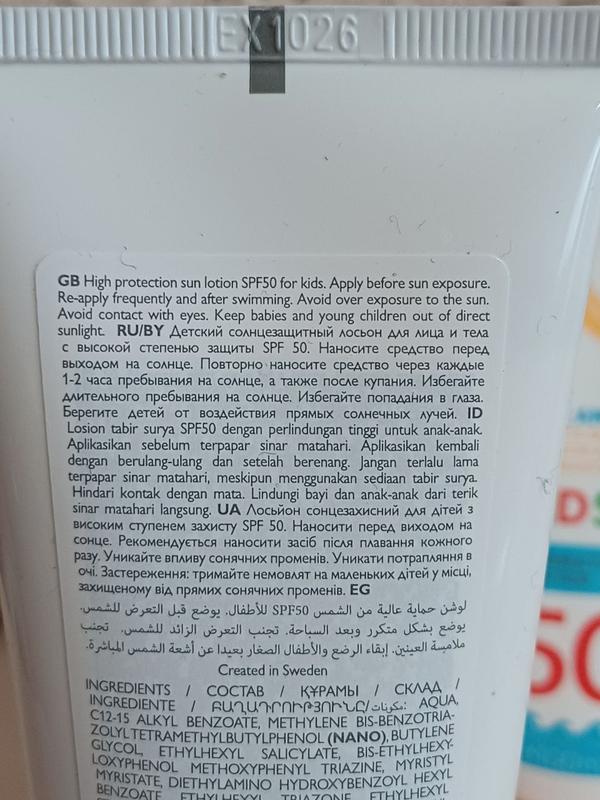 EX1026
GB High protection sun lotion SPF50 for kids. Apply before sun exposure.
Re-apply frequently and after swimming. Avoid over exposure to the sun.
Avoid contact with eyes. Keep babies and young children out of direct
sunlight. RU/BY Детский солнцезащитный лосьон для лица и тела
с высокой степенью защиты SPF 50. Наносите средство перед
выходом на солнце. Повторно наносите средство через каждые
1-2 часа пребывания на солнце, а также после купания. Избегайте
длительного пребывания на солнце. Избегайте попадания в глаза.
Берегите детей от воздействия прямых солнечных лучей. ID
Losion tabir surya SPF50 dengan perlindungan tinggi untuk anak-anak.
Aplikasikan sebelum terpapar sinar matahari. Aplikasikan kembali
dengan berulang-ulang dan setelah berenang. Jangan terlalu lama
terpapar sinar matahari, meskipun menggunakan sediaan tabir surya.
Hindari kontak dengan mata. Lindungi bayi dan anak-anak dari terik
sinar matahari langsung. UA Лосьйон сонцезахисний для дітей з
високим ступенем захисту SPF 50. Наносити перед виходом на
сонце. Рекомендується наносити засіб після плавання кожного
разу. Уникайте впливу сонячних променів. Уникати потрапляння в
очі. Застереження: тримайте немовлят на маленьких дітей у місці,
захищеному від прямих сонячних променів. EG
لوشن حماية عالية من الشمس SPF50 للأطفال. يوضع قبل التعرض للشمس.
يوضع بشكل متكرر وبعد السباحة. تجنب التعرض الزائد للشمس. تجنب
ملامسة العينين. إبقاء الرضع والأطفال الصغار بعيدا عن أشعة الشمس المباشرة.
Created in Sweden
INGREDIENTS / СОСТАВ / ҚҰРАМЫ / СКЛАД /
INGREDIENTE / ԲԱՂԱԴՐՈՒԹՅՈՒՆԸ/ مكونات: AQUA,
C12-15 ALKYL BENZOATE, METHYLENE BIS-BENZOTRIA-
ZOLYL TETRAMETHYLBUTYLPHENOL (NANO), BUTYLENE
GLYCOL, ETHYLHEXYL SALICYLATE, BIS-ETHYLHEXY-
LOXYPHENOL METHOXYPHENYL TRIAZINE, MYRISTYL
MYRISTATE, DIETHYLAMINO HYDROXYBENZOYL HEXYL
BENZOATE, ETHYLHEXYL TRIAZONE, ETHYLHEXYL
DS
50